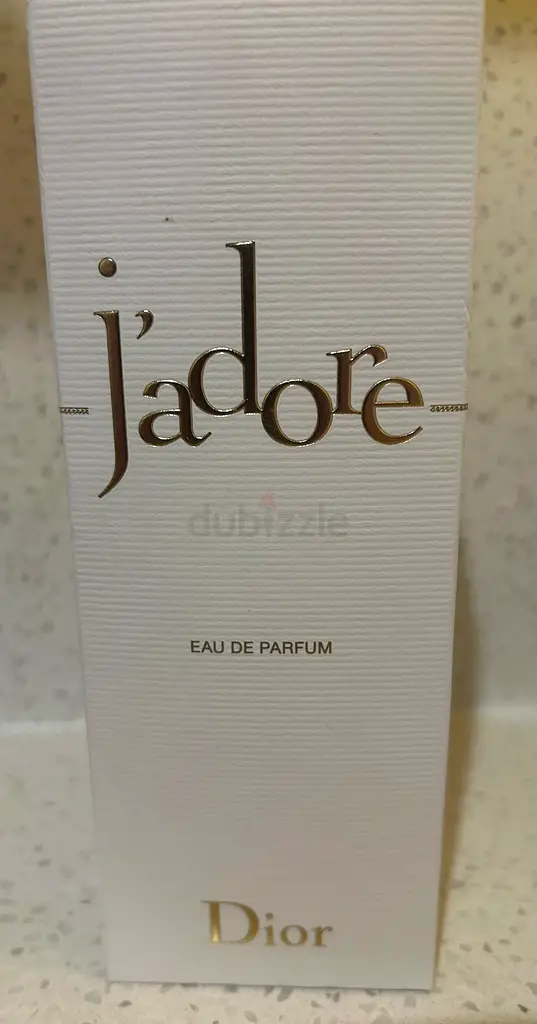 j'adore
dubizzle
EAU DE PARFUM
Dior